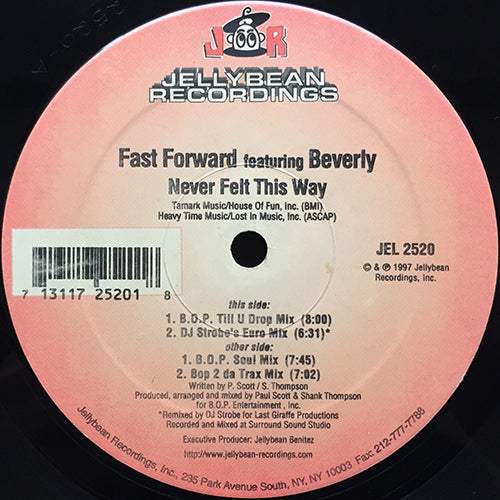 J R
JELLYBEAN
RECORDINGS
Fast Forward featuring Beverly
Never Felt This Way
Tamark Music/House Of Fun, Inc. (BMI)
Heavy Time Music/Lost In Music, Inc. (ASCAP)
JEL 2520
© & ℗ 1997 Jellybean
Recordings, Inc.
7 13117 25201 8
this side:
1. B.O.P. Till U Drop Mix (8:00)
2. DJ Strobe's Euro Mix (6:31)*
other side:
1. B.O.P. Soul Mix (7:45)
2. Bop 2 da Trax Mix (7:02)
Written by P. Scott / S. Thompson
Produced, arranged and mixed by Paul Scott & Shank Thompson
for B.O.P. Entertainment , Inc.
*Remixed by DJ Strobe for Last Giraffe Productions
Recorded and Mixed at Surround Sound Studio
Executive Producer: Jellybean Benitez
http://www.jellybean-recordings.com
Jellybean Recordings, Inc., 235 Park Avenue South, NY, NY 10003 Fax: 212-777-7788